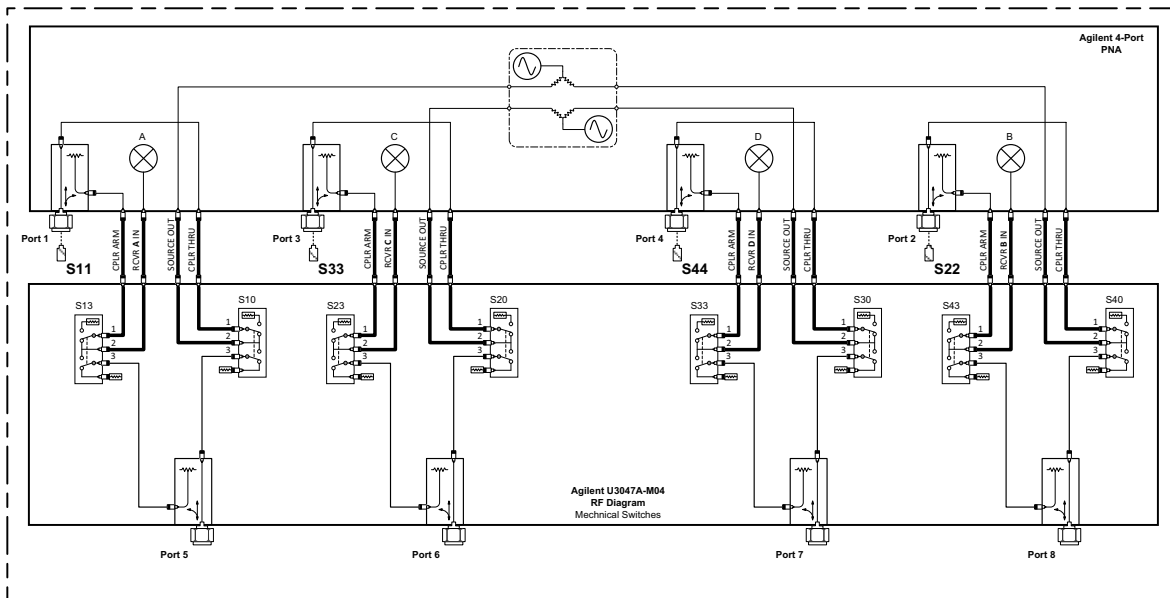 Agilent 4-Port
PNA
A
C
D
B
Port 1
Port 3
Port 4
Port 2
S11
S33
S44
S22
CPLR ARM
RCVR A IN
SOURCE OUT
CPLR THRU
CPLR ARM
RCVR C IN
SOURCE OUT
CPLR THRU
CPLR ARM
RCVR D IN
SOURCE OUT
CPLR THRU
CPLR ARM
RCVR B IN
SOURCE OUT
CPLR THRU
S13
1
2
3
S10
1
2
3
S23
1
2
3
S20
1
2
3
S33
1
2
3
S30
1
2
3
S43
1
2
3
S40
1
2
3
Agilent U3047A-M04
RF Diagram
Mechnical Switches
Port 5
Port 6
Port 7
Port 8